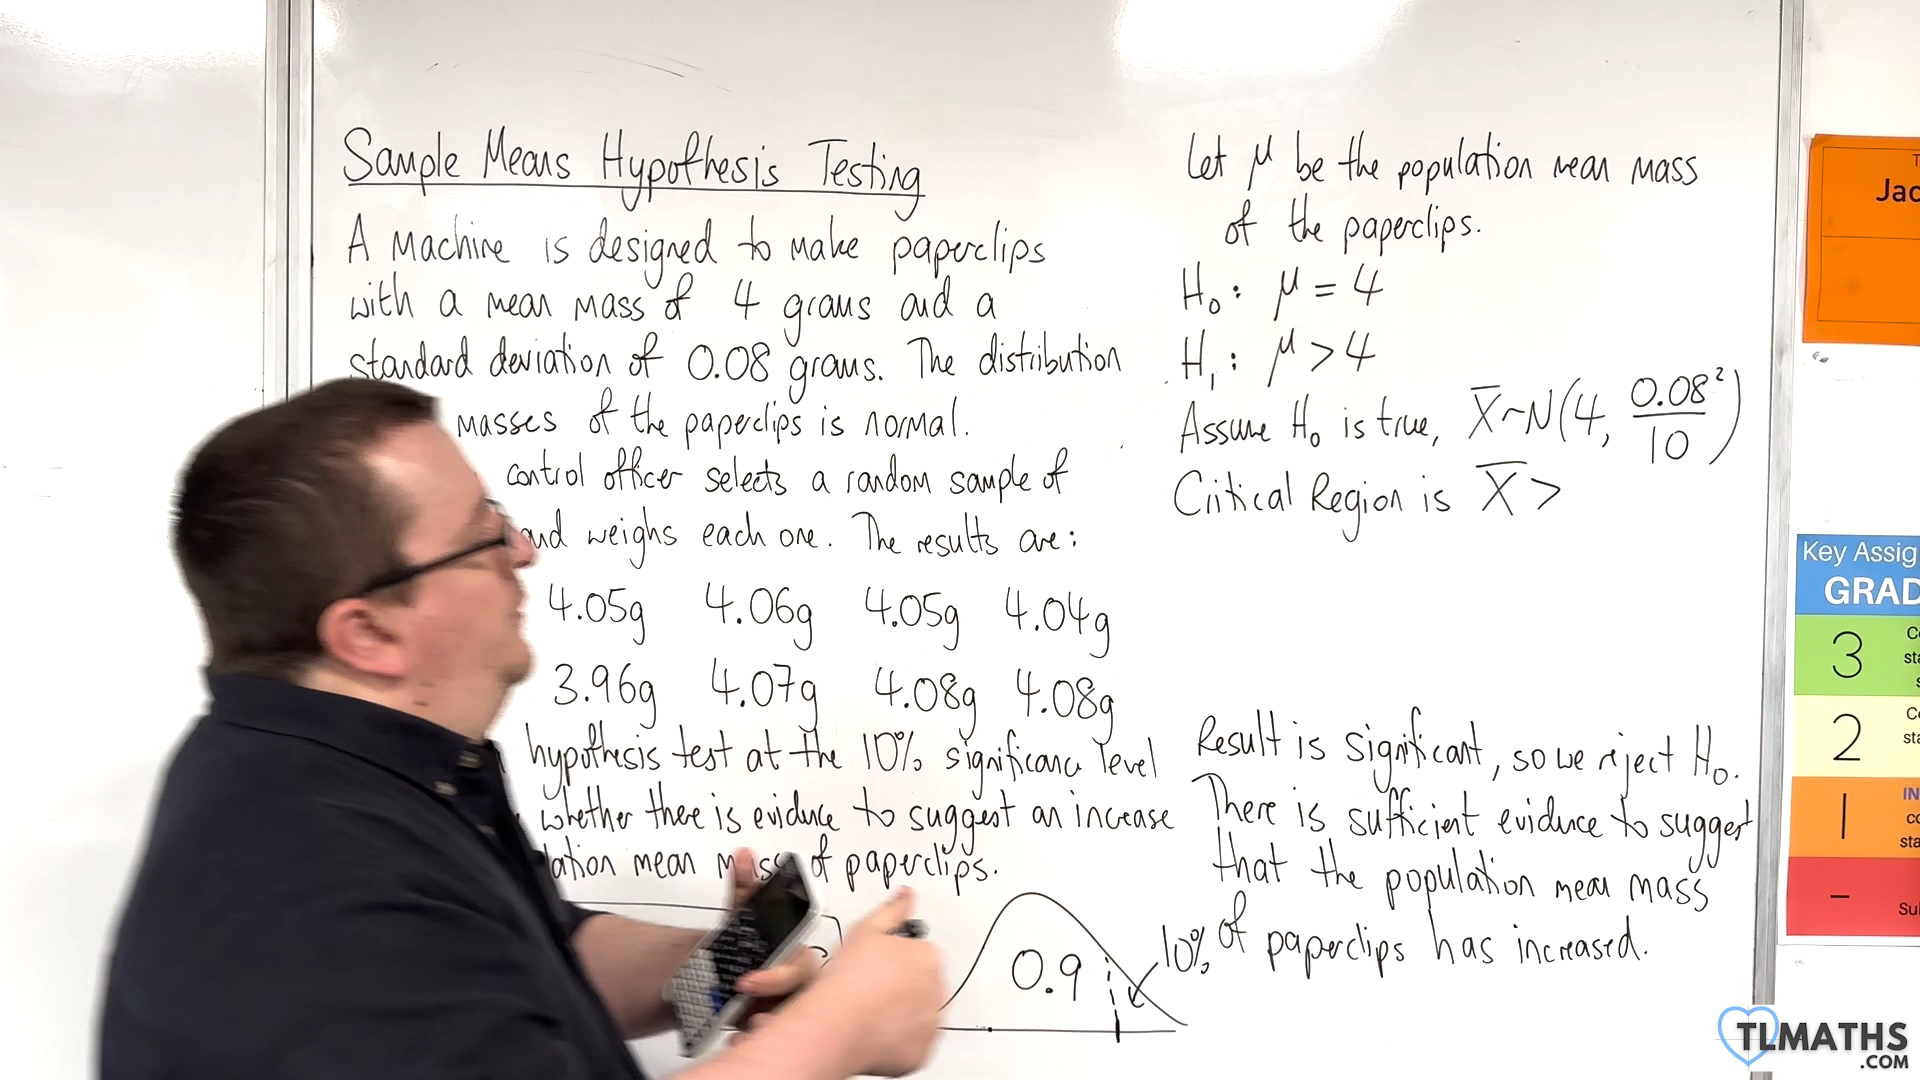 Sample Means Hypothesis Testing
A machine is designed to make paperclips
with a mean mass of 4 grams and a
standard deviation of 0.08 grams. The distribution
masses of the paperclips is normal.
control officer selects a random sample of
and weighs each one. The results are:
4.05g 4.06g 4.05g 4.04g
3.96g 4.07g 4.08g 4.08g
hypothesis test at the 10% significance level
whether there is evidence to suggest an increase
lation mean mass of paperclips.
0.9
10%
Let μ be the population mean mass
of the paperclips.
H₀: μ = 4
H₁: μ > 4
Assume H₀ is true, X̄ ~ N(4, 0.08²/10)
Critical Region is X̄ >
Result is significant, so we reject H₀.
There is sufficient evidence to suggest
that the population mean mass
of paperclips has increased.
Jac
Key Assig
GRAD
3
2
1
IN
-
TLMATHS
.COM